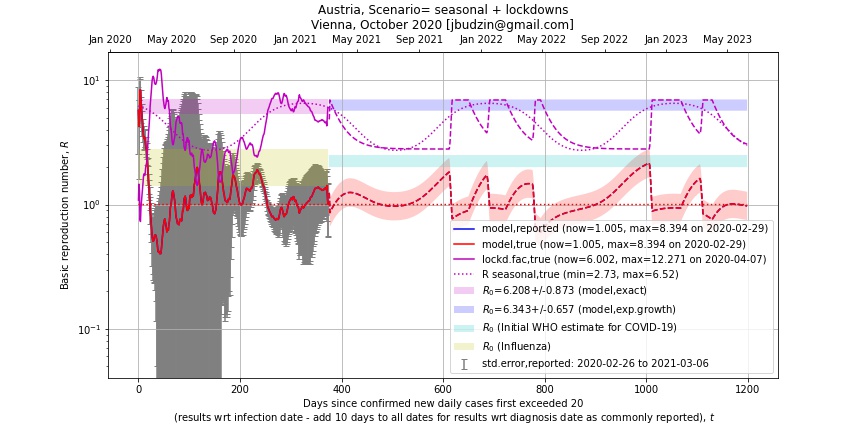 Austria, Scenario= seasonal + lockdowns
Vienna, October 2020 [jbudzin@gmail.com]
Jan 2020 May 2020 Sep 2020 Jan 2021 May 2021 Sep 2021 Jan 2022 May 2022 Sep 2022 Jan 2023 May 2023
10¹
10⁰
10⁻¹
Basic reproduction number, R
model,reported (now=1.005, max=8.394 on 2020-02-29)
model,true (now=1.005, max=8.394 on 2020-02-29)
lockd.fac,true (now=6.002, max=12.271 on 2020-04-07)
R seasonal,true (min=2.73, max=6.52)
R₀=6.208+/-0.873 (model,exact)
R₀=6.343+/-0.657 (model,exp.growth)
R₀ (Initial WHO estimate for COVID-19)
R₀ (Influenza)
std.error,reported: 2020-02-26 to 2021-03-06
0 200 400 600 800 1000 1200
Days since confirmed new daily cases first exceeded 20
(results wrt infection date - add 10 days to all dates for results wrt diagnosis date as commonly reported), t